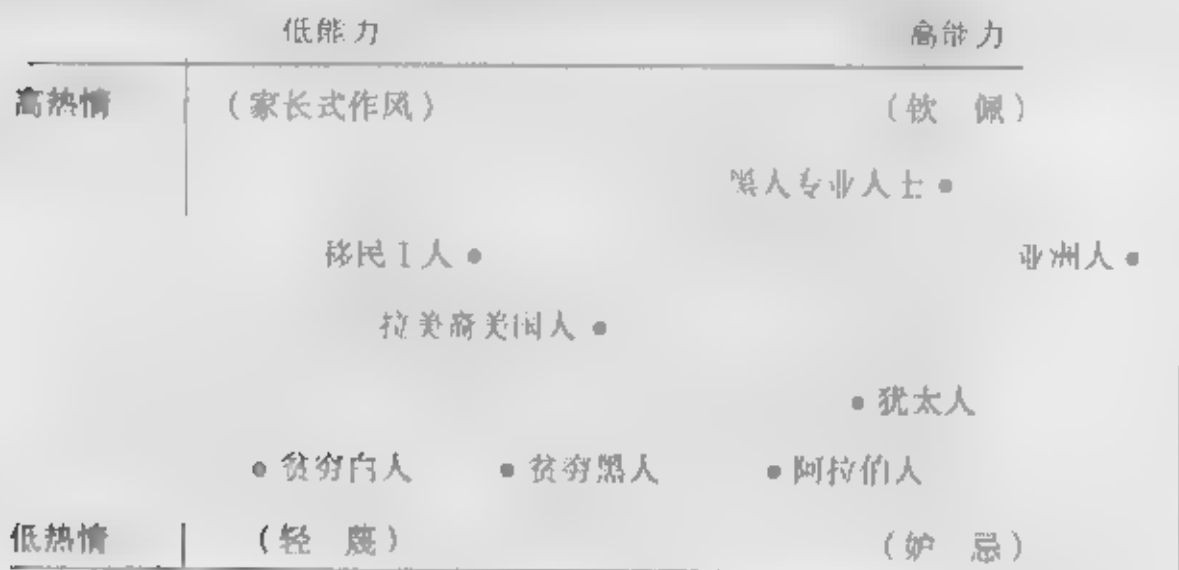 低能力 高能力
高热情 （家长式作风） （钦 佩）
黑人专业人士
移民工人 亚洲人
拉美裔美国人
犹太人
贫穷白人 贫穷黑人 阿拉伯人
低热情 （轻 蔑） （妒 忌）